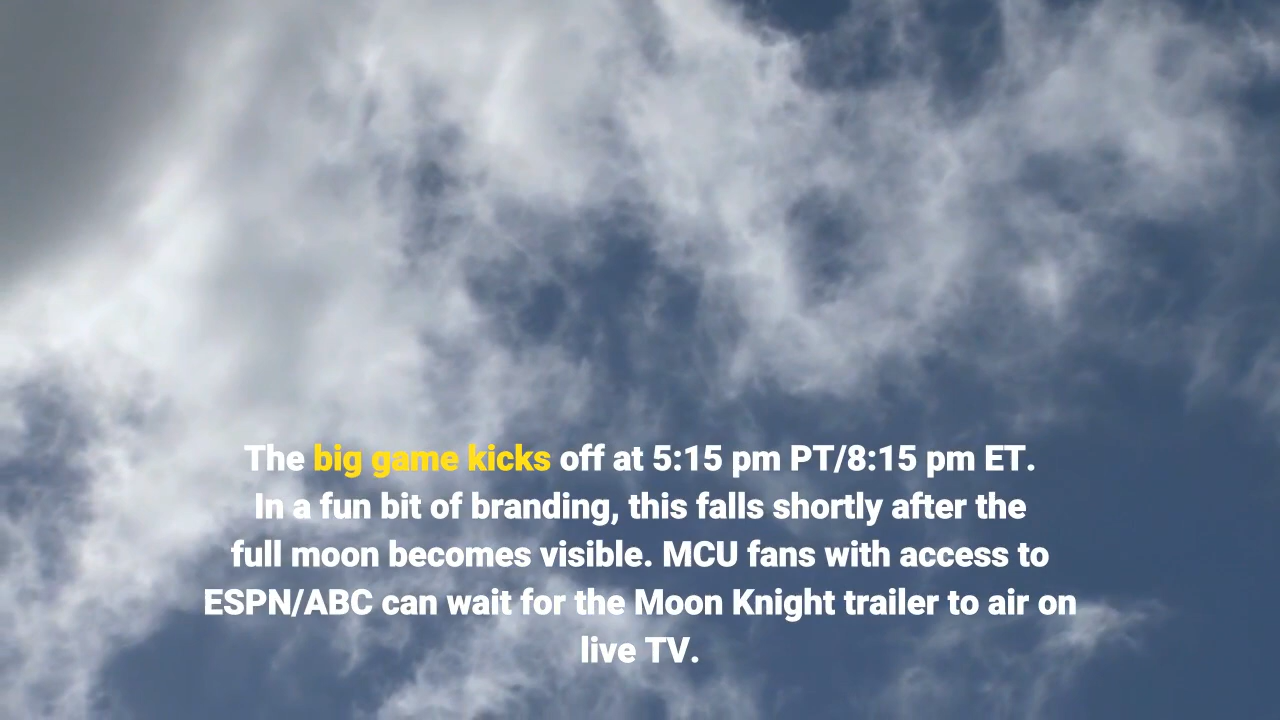 The big game kicks off at 5:15 pm PT/8:15 pm ET.
In a fun bit of branding, this falls shortly after the
full moon becomes visible. MCU fans with access to
ESPN/ABC can wait for the Moon Knight trailer to air on
live TV.